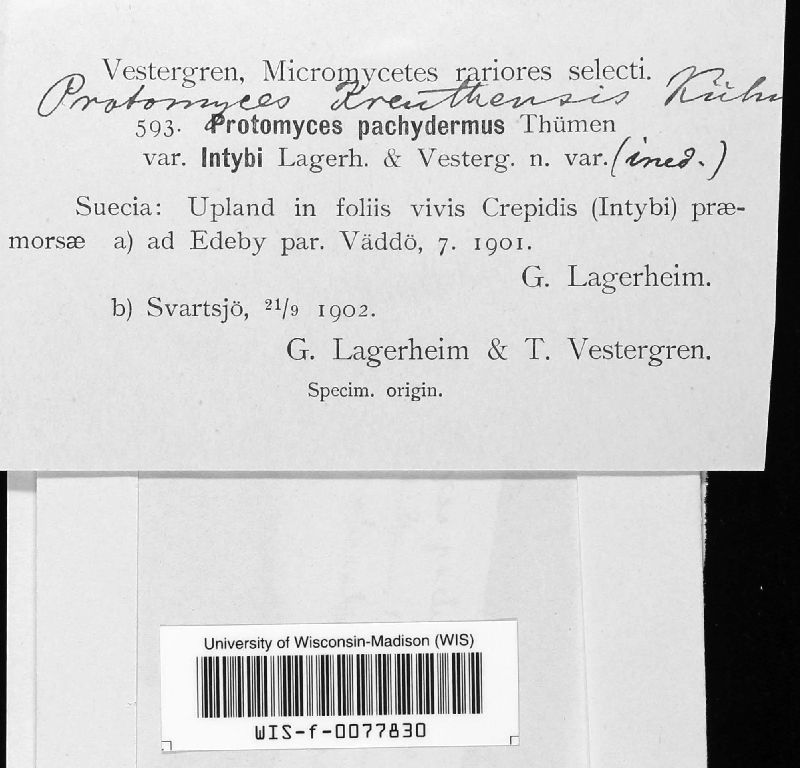 Vestergren, Micromycetes rariores selecti.
Protomyces Kreuthensis Kühn
593. Protomyces pachydermus Thümen
var. Intybi Lagerh. & Vesterg. n. var. (ined.)
Suecia: Upland in foliis vivis Crepidis (Intybi) præ-
morsæ a) ad Edeby par. Väddö, 7. 1901.
G. Lagerheim.
b) Svartsjö, 21/9 1902.
G. Lagerheim & T. Vestergren.
Specim. origin.
University of Wisconsin-Madison (WIS)
WIS-f-0077830